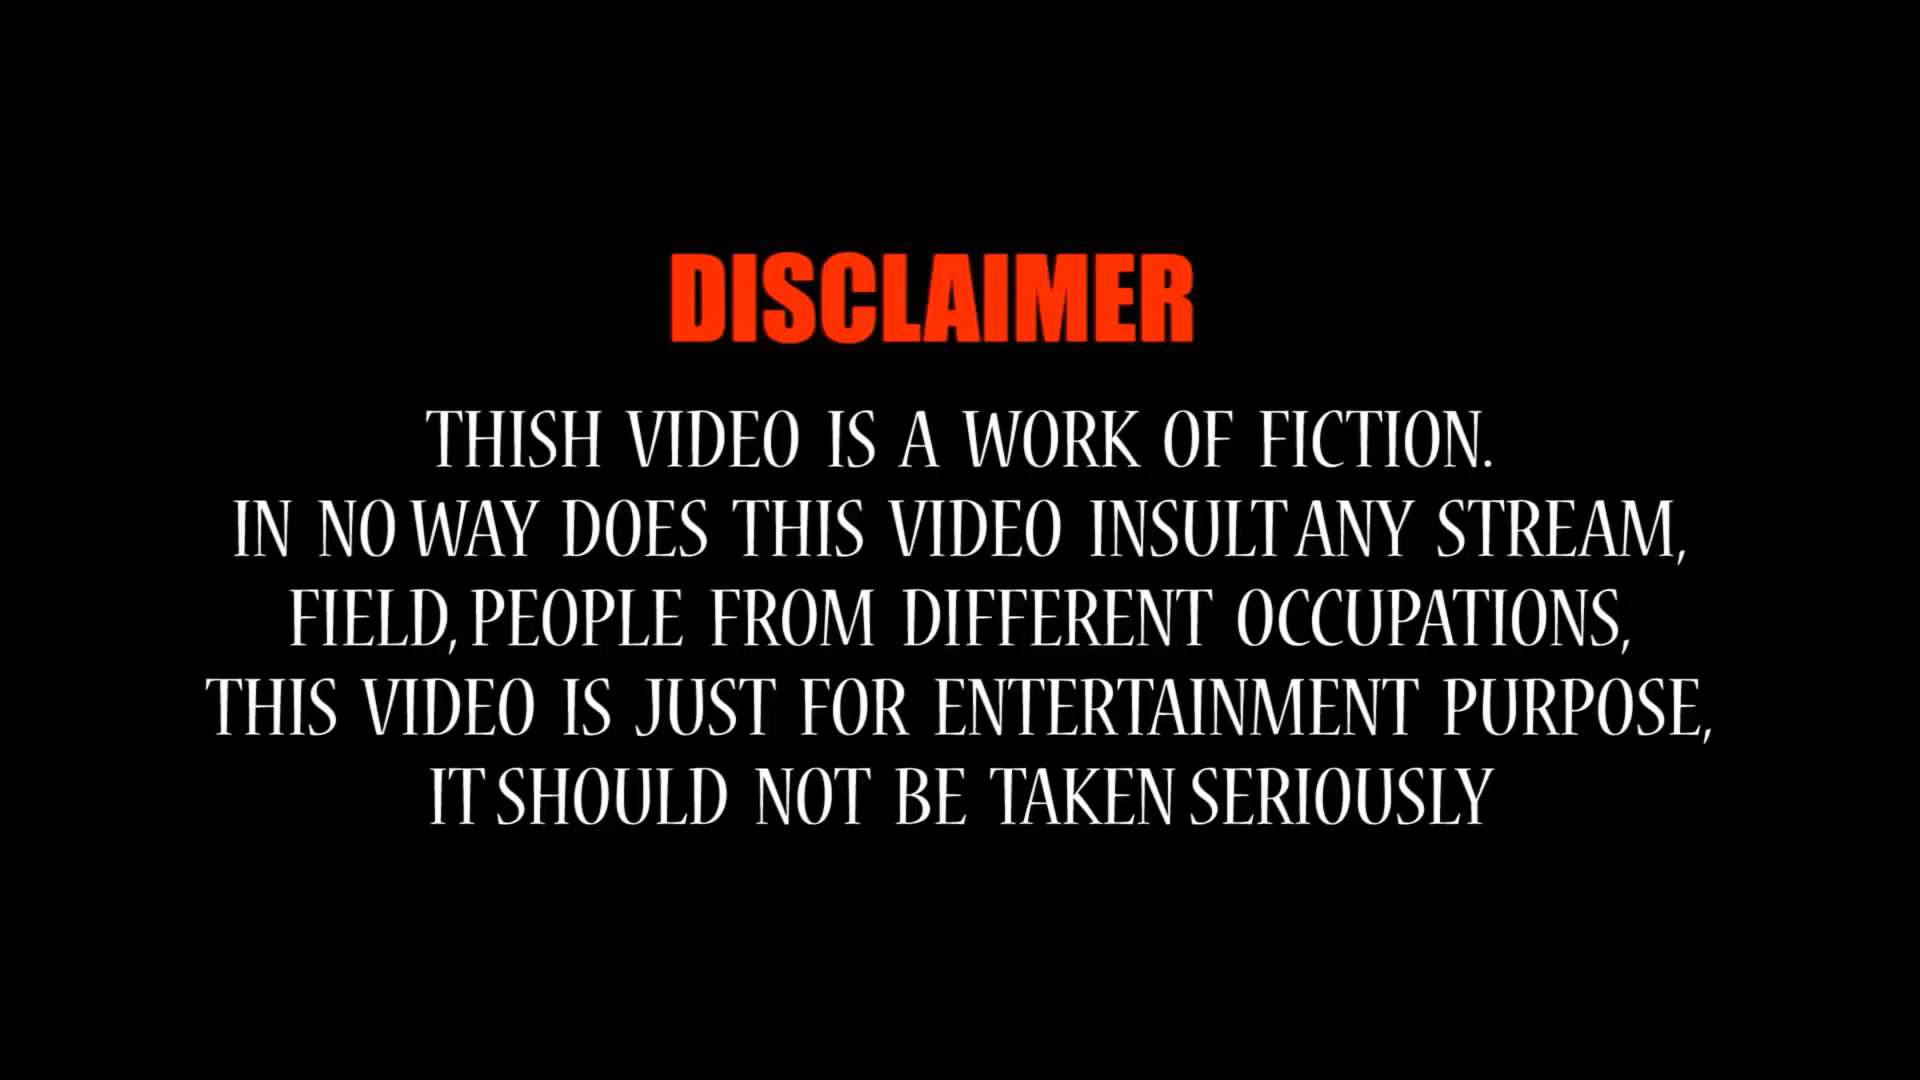 DISCLAIMER
THISH VIDEO IS A WORK OF FICTION.
IN NO WAY DOES THIS VIDEO INSULT ANY STREAM,
FIELD, PEOPLE FROM DIFFERENT OCCUPATIONS,
THIS VIDEO IS JUST FOR ENTERTAINMENT PURPOSE,
IT SHOULD NOT BE TAKEN SERIOUSLY